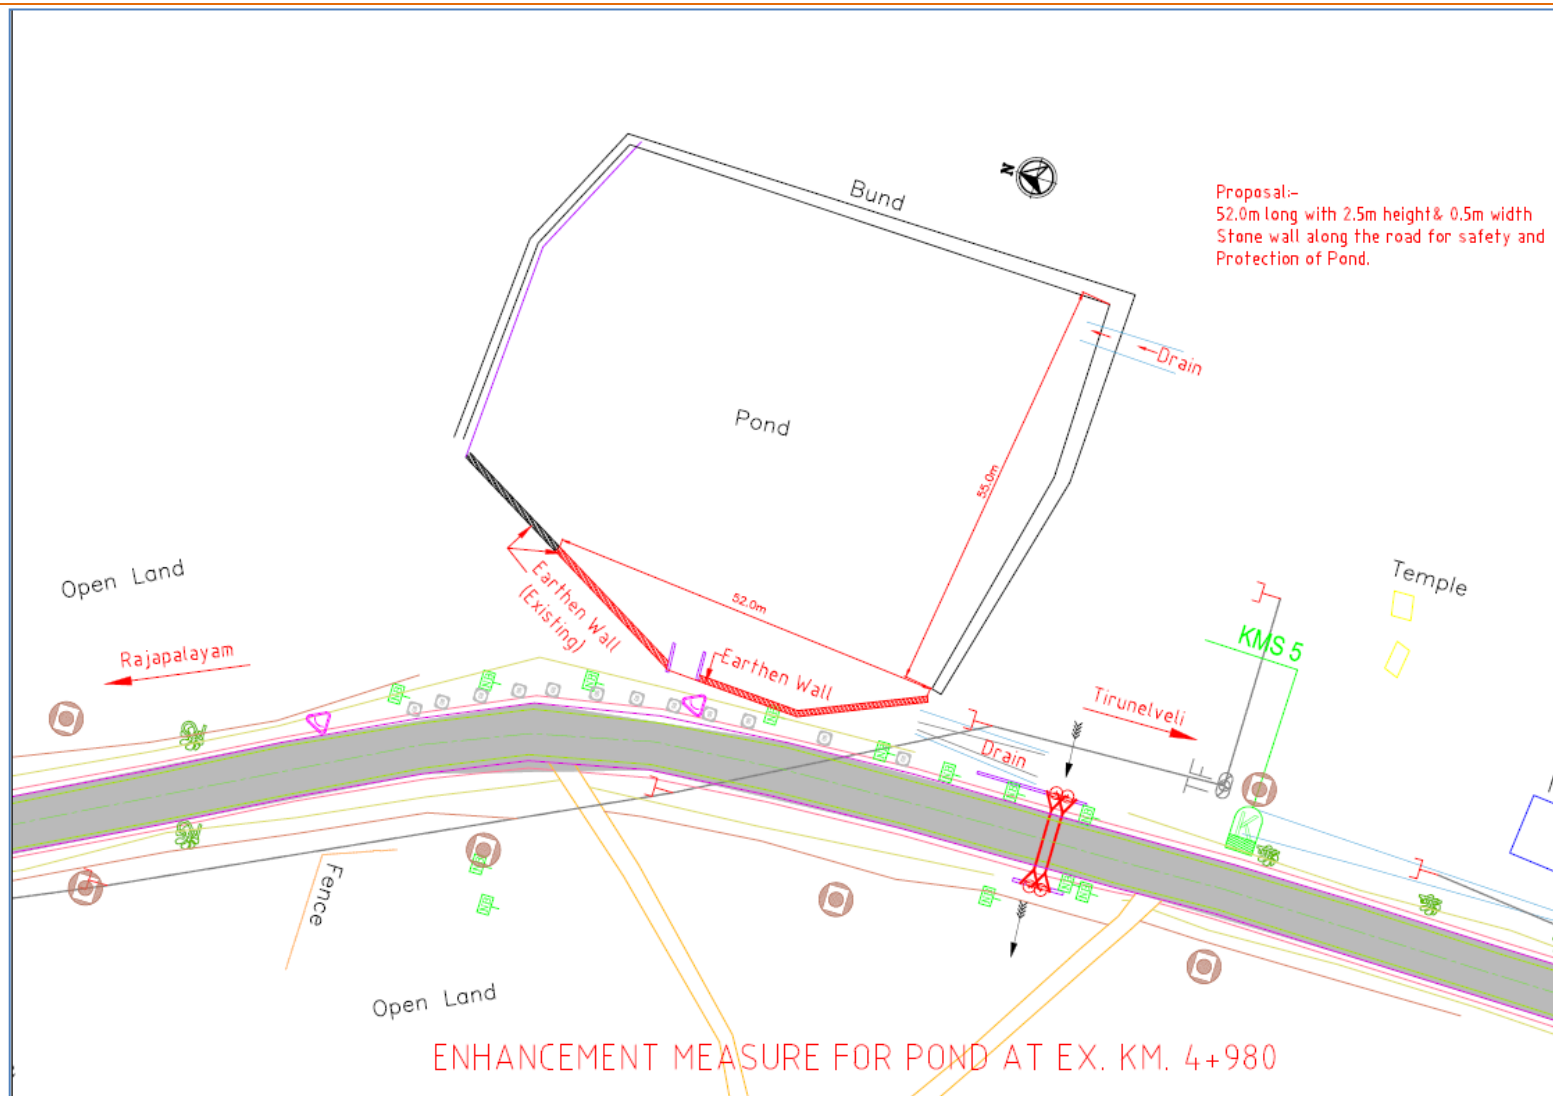 N
Bund
Proposal:-
52.0m long with 2.5m height& 0.5m width
Stone wall along the road for safety and
Protection of Pond.
Drain
Pond
55.0m
Open Land
Earthen Wall
(Existing)
52.0m
Temple
KMS 5
Rajapalayam
Earthen Wall
Tirunelveli
Drain
TF
K
Fence
Open Land
ENHANCEMENT MEASURE FOR POND AT EX. KM. 4+980